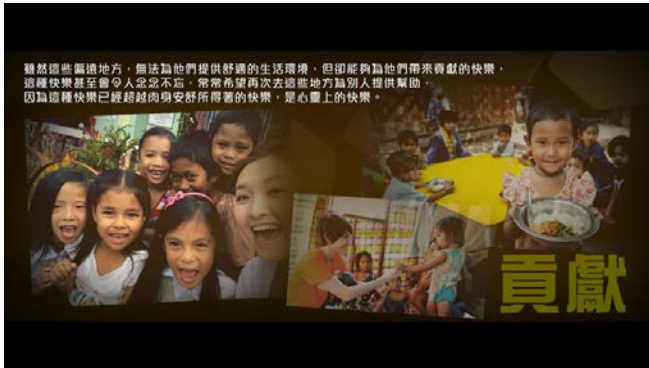 雖然這些偏遠地方，無法為他們提供舒適的生活環境，但卻能夠為他們帶來貢獻的快樂，
這種快樂甚至會令人念念不忘，常常希望再次去這些地方為別人提供幫助，
因為這種快樂已經超越肉身安舒所得著的快樂，是心靈上的快樂。
貢獻